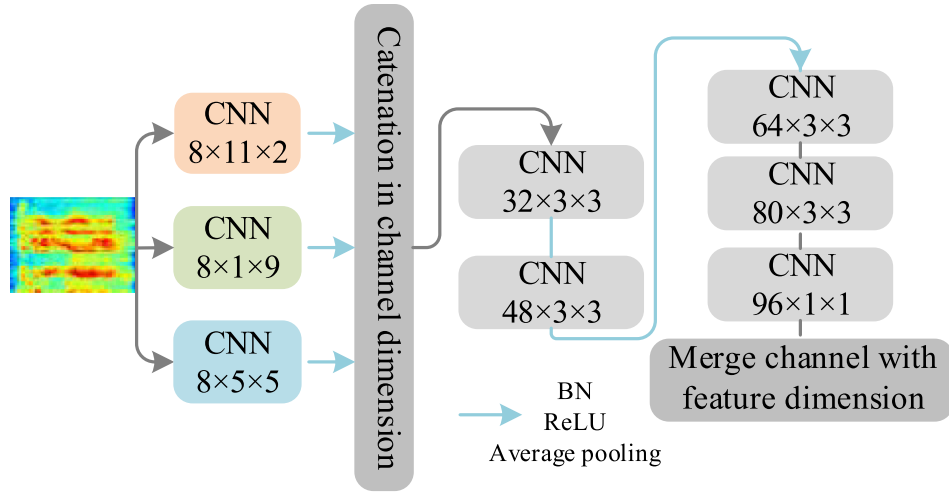 CNN
8×11×2
CNN
8×1×9
CNN
8×5×5
Catenation in channel dimension
CNN
32×3×3
CNN
48×3×3
CNN
64×3×3
CNN
80×3×3
CNN
96×1×1
Merge channel with
feature dimension
BN
ReLU
Average pooling